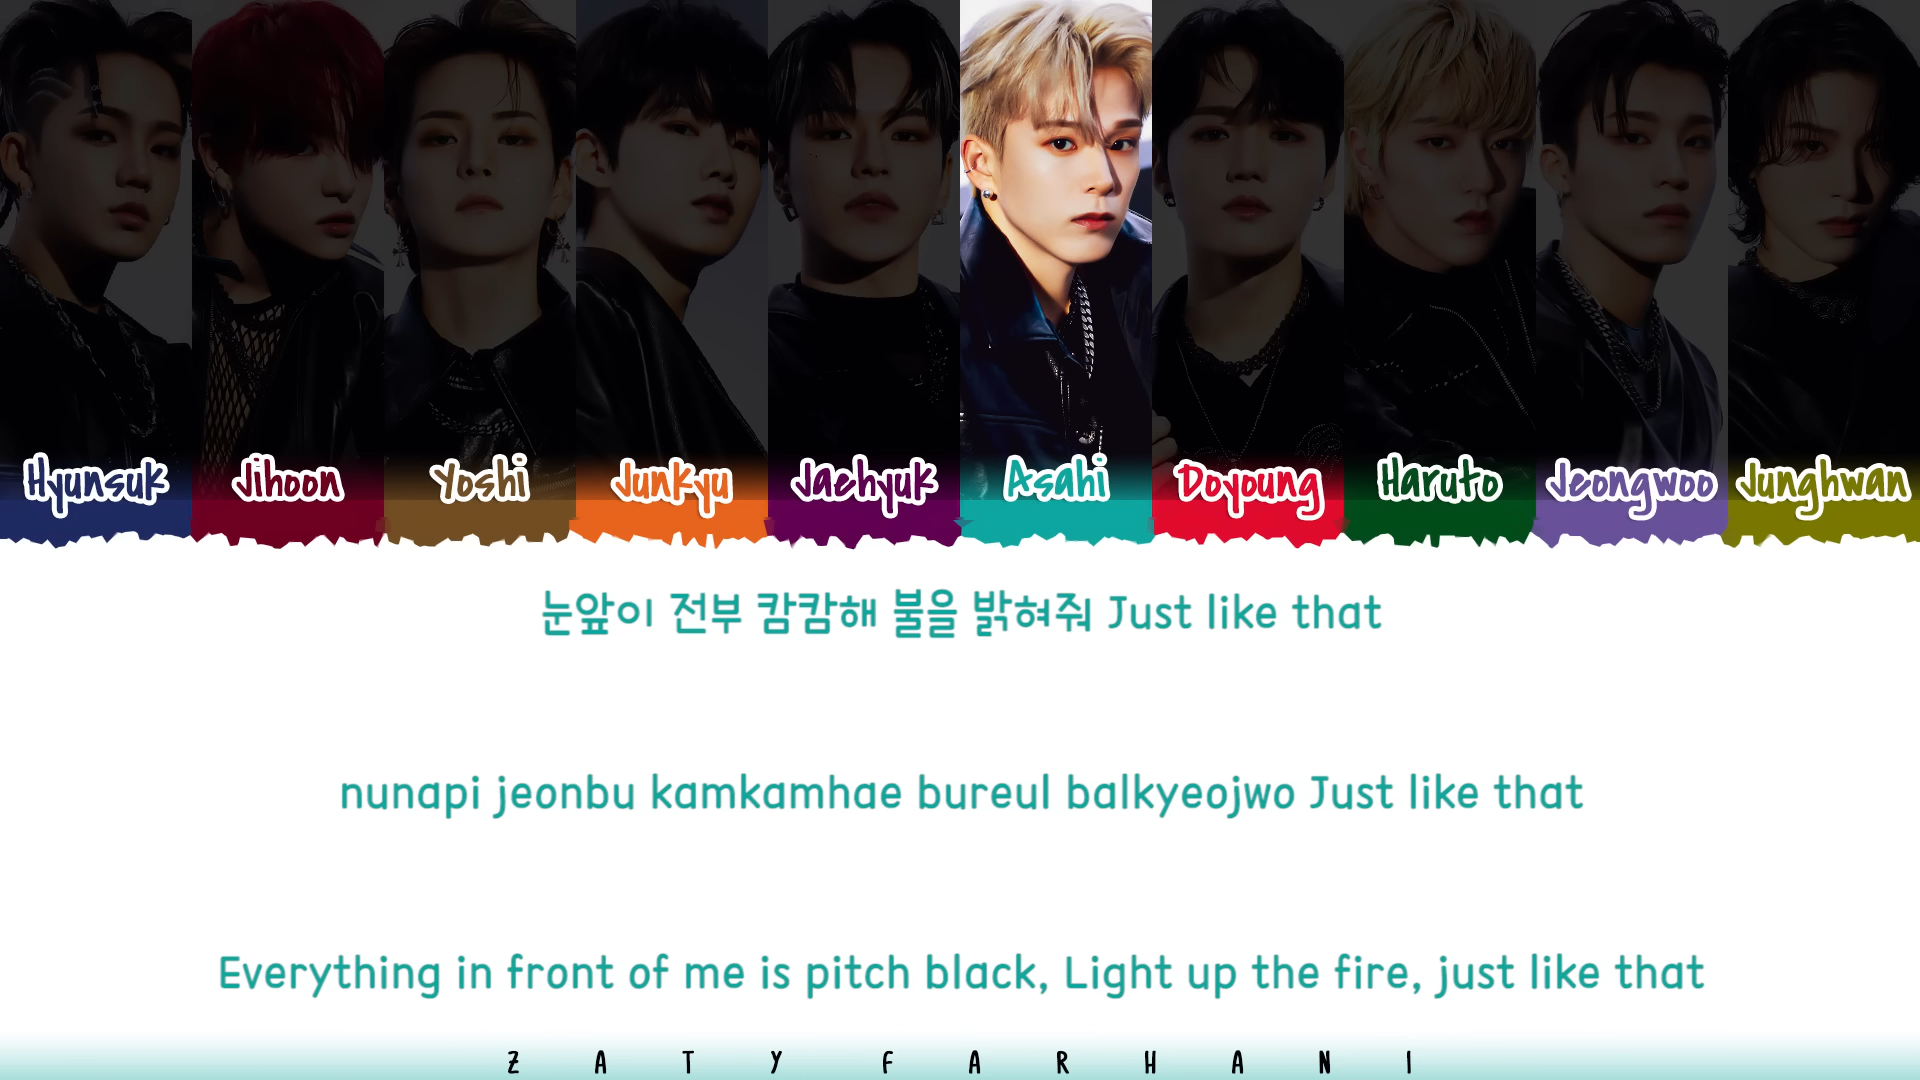 Hyunsuk Jihoon Yoshi Junkyu Jaehyuk Asahi Doyoung Haruto Jeongwoo Junghwan
눈앞이 전부 캄캄해 불을 밝혀줘 Just like that
nunapi jeonbu kamkamhae bureul balkyeojwo Just like that
Everything in front of me is pitch black, Light up the fire, just like that
ZATY FARHANI